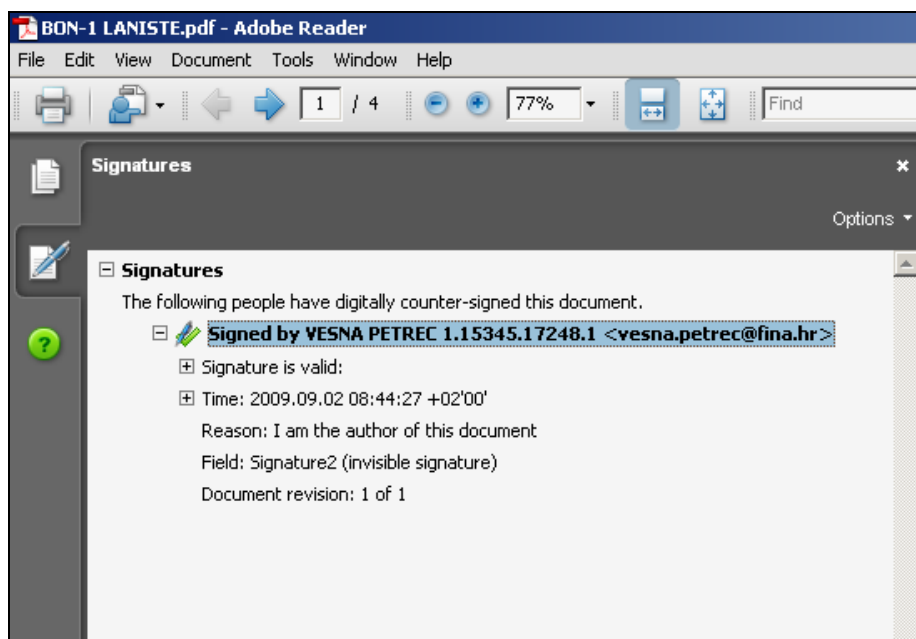 BON-1 LANISTE.pdf - Adobe Reader
File Edit View Document Tools Window Help
1 / 4 77% Find
Signatures
Options
Signatures
The following people have digitally counter-signed this document.
Signed by VESNA PETREC 1.15345.17248.1 <vesna.petrec@fina.hr>
Signature is valid:
Time: 2009.09.02 08:44:27 +02'00'
Reason: I am the author of this document
Field: Signature2 (invisible signature)
Document revision: 1 of 1